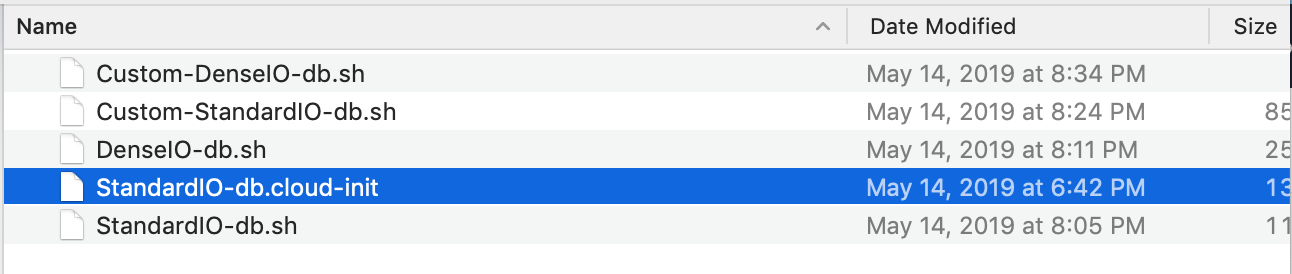 Name Date Modified Size
Custom-DenseIO-db.sh May 14, 2019 at 8:34 PM
Custom-StandardIO-db.sh May 14, 2019 at 8:24 PM 85
DenseIO-db.sh May 14, 2019 at 8:11 PM 25
StandardIO-db.cloud-init May 14, 2019 at 6:42 PM 13
StandardIO-db.sh May 14, 2019 at 8:05 PM 11